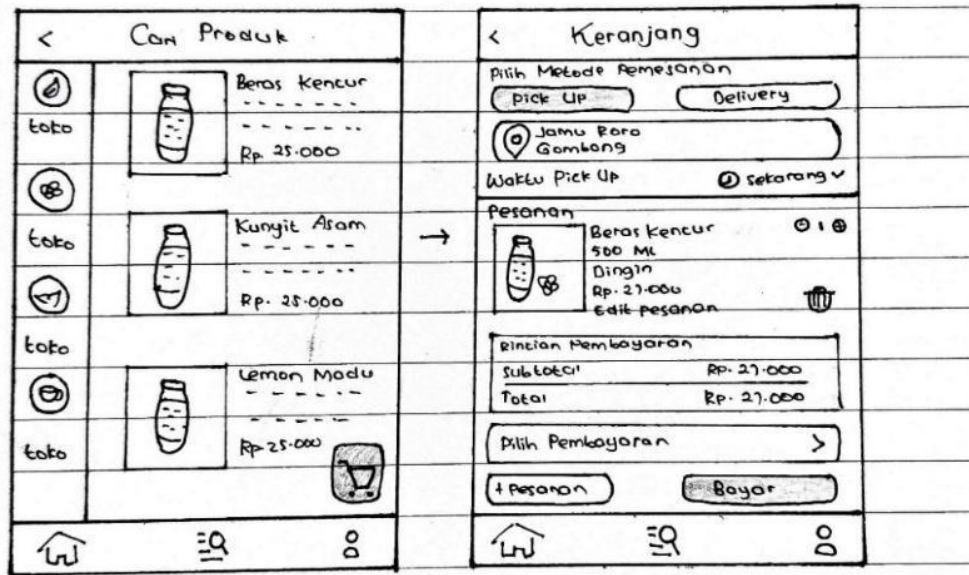 < Cari Produk
toko
toko
toko
toko
Beras Kencur
Rp. 25.000
Kunyit Asam
Rp. 25.000
Lemon Madu
Rp 25.000
< Keranjang
Pilih Metode Pemesanan
Pick Up
Delivery
Jamu Roro
Gombong
Waktu Pick Up
Sekarang
Pesanan
Beras Kencur
1
500 ML
Dingin
Rp. 27.000
Edit pesanan
Rincian Pembayaran
Subtotal Rp. 27.000
Total Rp. 27.000
Pilih Pembayaran >
+ Pesanan
Bayar